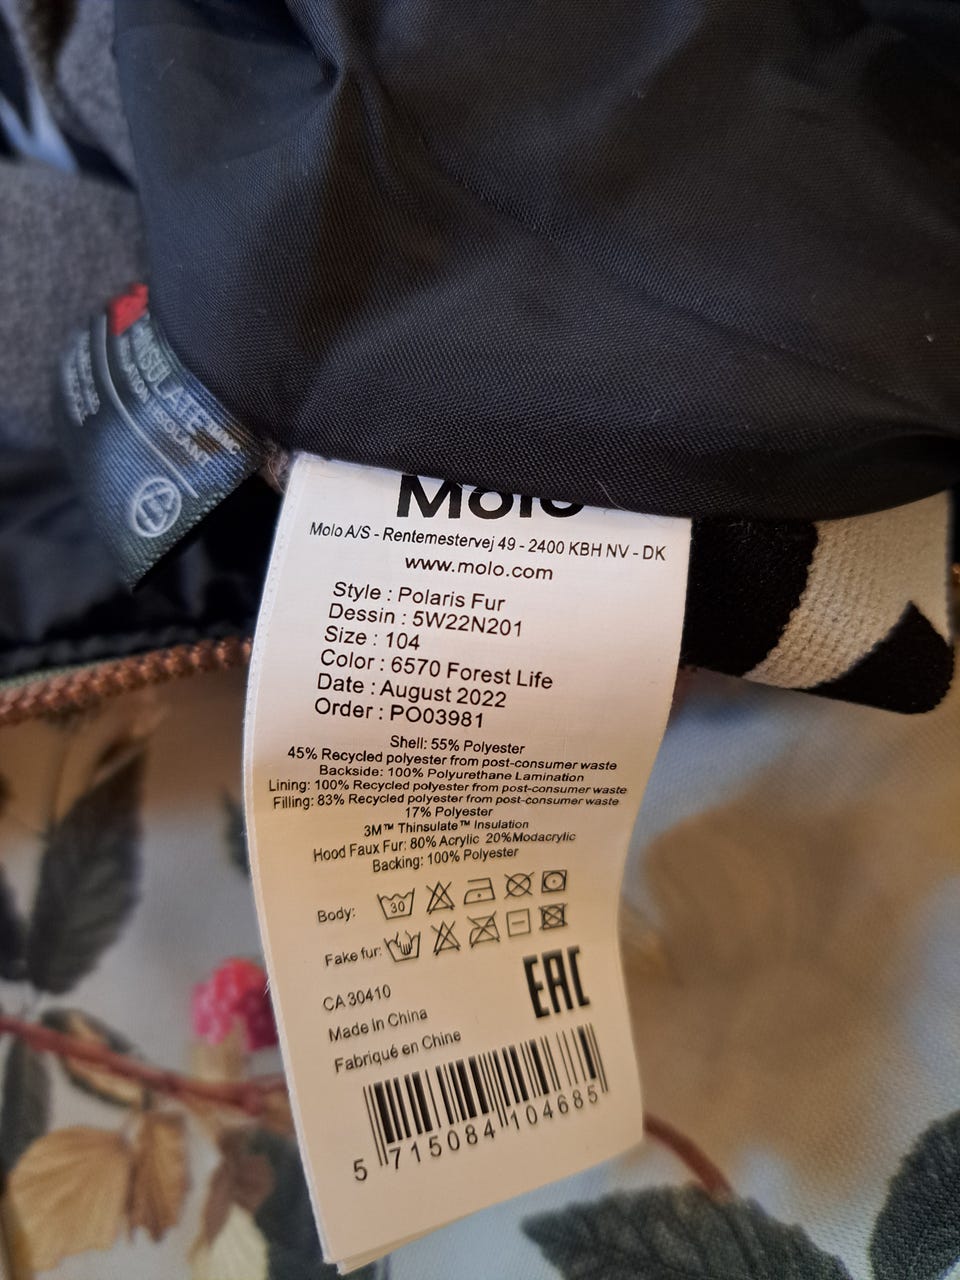 THINSULATE
ISOLANT
Molo
Molo A/S - Rentemestervej 49 - 2400 KBH NV - DK
www.molo.com
Style : Polaris Fur
Dessin : 5W22N201
Size : 104
Color : 6570 Forest Life
Date : August 2022
Order : PO03981
Shell: 55% Polyester
45% Recycled polyester from post-consumer waste
Backside: 100% Polyurethane Lamination
Lining: 100% Recycled polyester from post-consumer waste
Filling: 83% Recycled polyester from post-consumer waste
17% Polyester
3M™ Thinsulate™ Insulation
Hood Faux Fur: 80% Acrylic 20%Modacrylic
Backing: 100% Polyester
Body: 30
Fake fur:
EAC
CA 30410
Made in China
Fabriqué en Chine
5 715084 104685